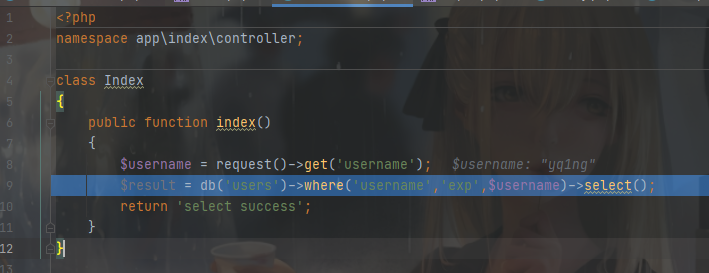 1 <?php
2 namespace app\index\controller;
3
4 class Index
5 {
6 public function index()
7 {
8 $username = request()->get('username'); $username: "yq1ng"
9 $result = db('users')->where('username','exp',$username)->select();
10 return 'select success';
11 }
12 }
13